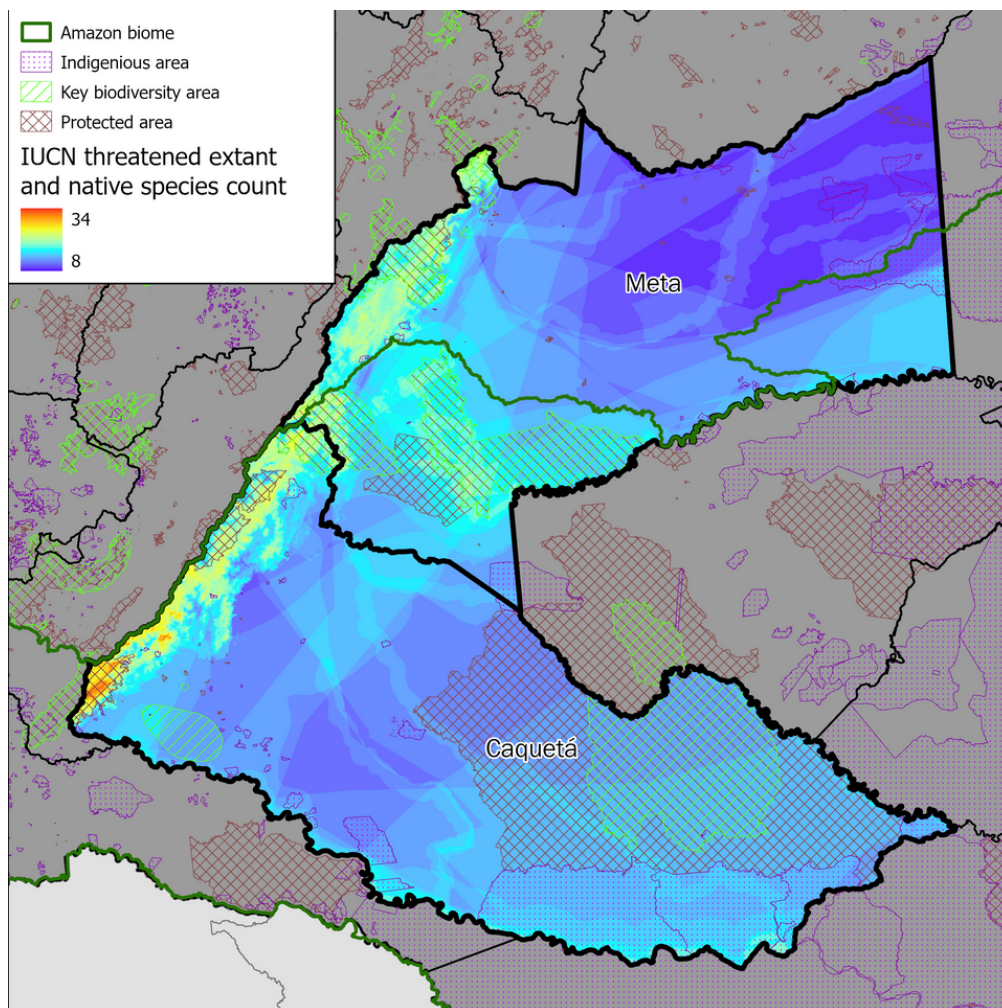 Amazon biome
Indigenious area
Key biodiversity area
Protected area
IUCN threatened extant
and native species count
34
8
Meta
Caquetá